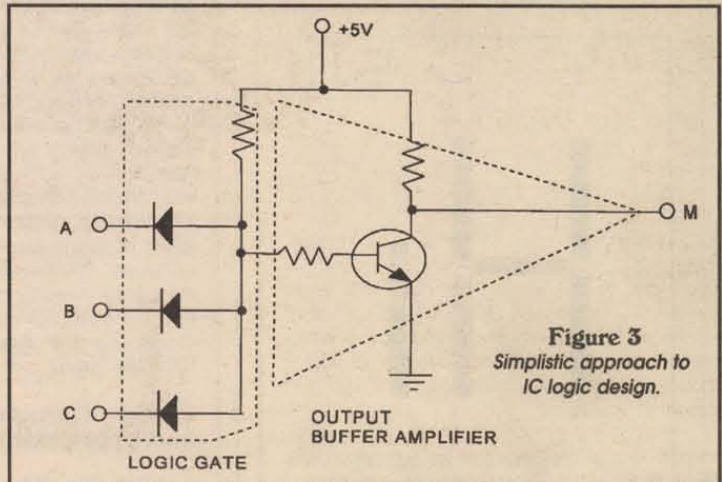 +5V
A
M
B
Figure 3
Simplistic approach to
IC logic design.
C
OUTPUT
BUFFER AMPLIFIER
LOGIC GATE